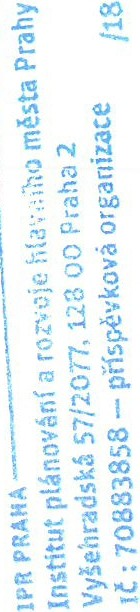 IPR PRAHA
Institut plánování a rozvoje hlavního města Prahy
Vyšehradská 57/2077, 128 00 Praha 2
IČ : 70883858 — příspěvková organizace /18